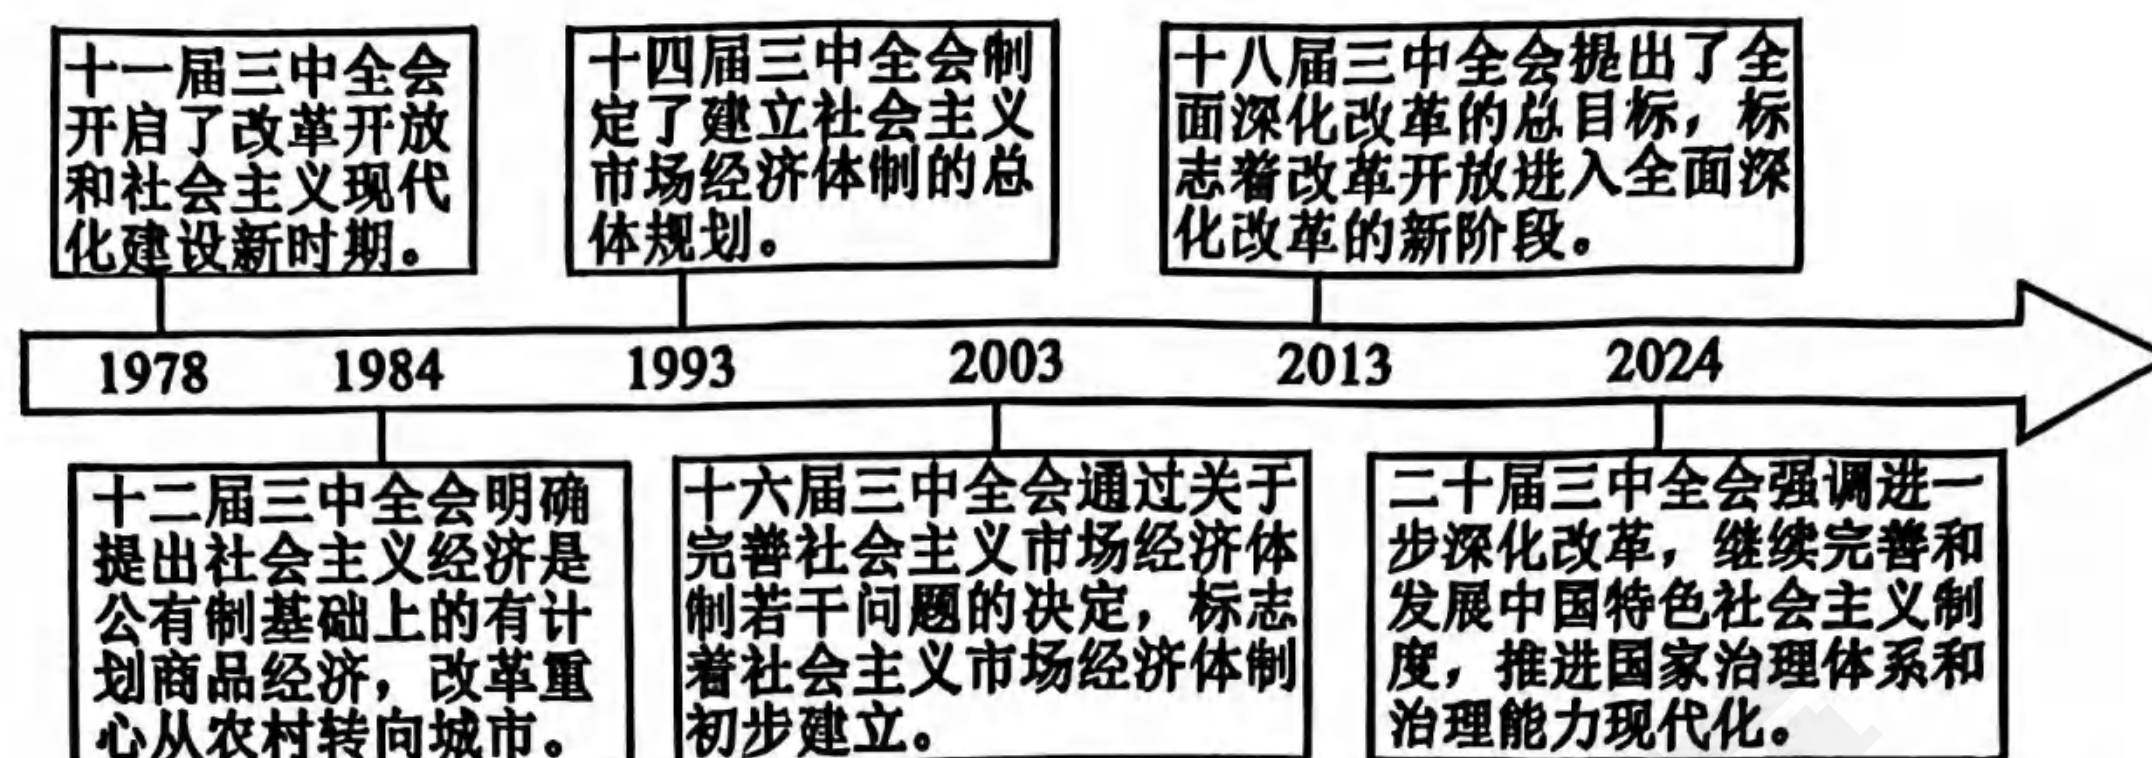 十一届三中全会
开启了改革开放
和社会主义现代
化建设新时期。
十四届三中全会制
定了建立社会主义
市场经济体制的总
体规划。
十八届三中全会提出了全
面深化改革的总目标，标
志着改革开放进入全面深
化改革的新阶段。
1978 1984 1993 2003 2013 2024
十二届三中全会明确
提出社会主义经济是
公有制基础上的有计
划商品经济，改革重
心从农村转向城市。
十六届三中全会通过关于
完善社会主义市场经济体
制若干问题的决定，标志
着社会主义市场经济体制
初步建立。
二十届三中全会强调进一
步深化改革，继续完善和
发展中国特色社会主义制
度，推进国家治理体系和
治理能力现代化。